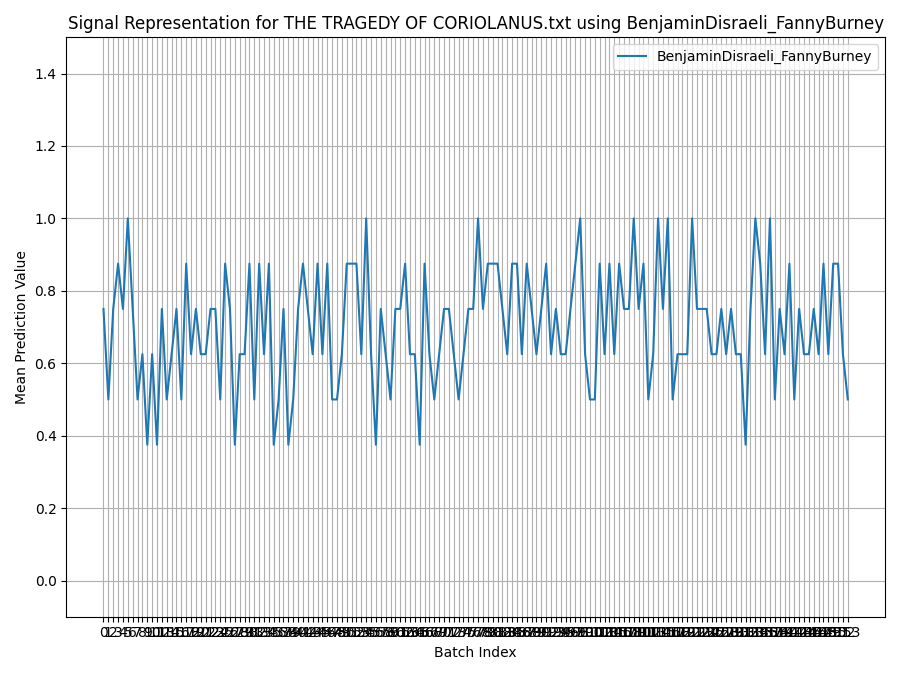 Signal Representation for THE TRAGEDY OF CORIOLANUS.txt using BenjaminDisraeli_FannyBurney
BenjaminDisraeli_FannyBurney
1.4
1.2
1.0
0.8
0.6
0.4
0.2
0.0
Mean Prediction Value
Batch Index